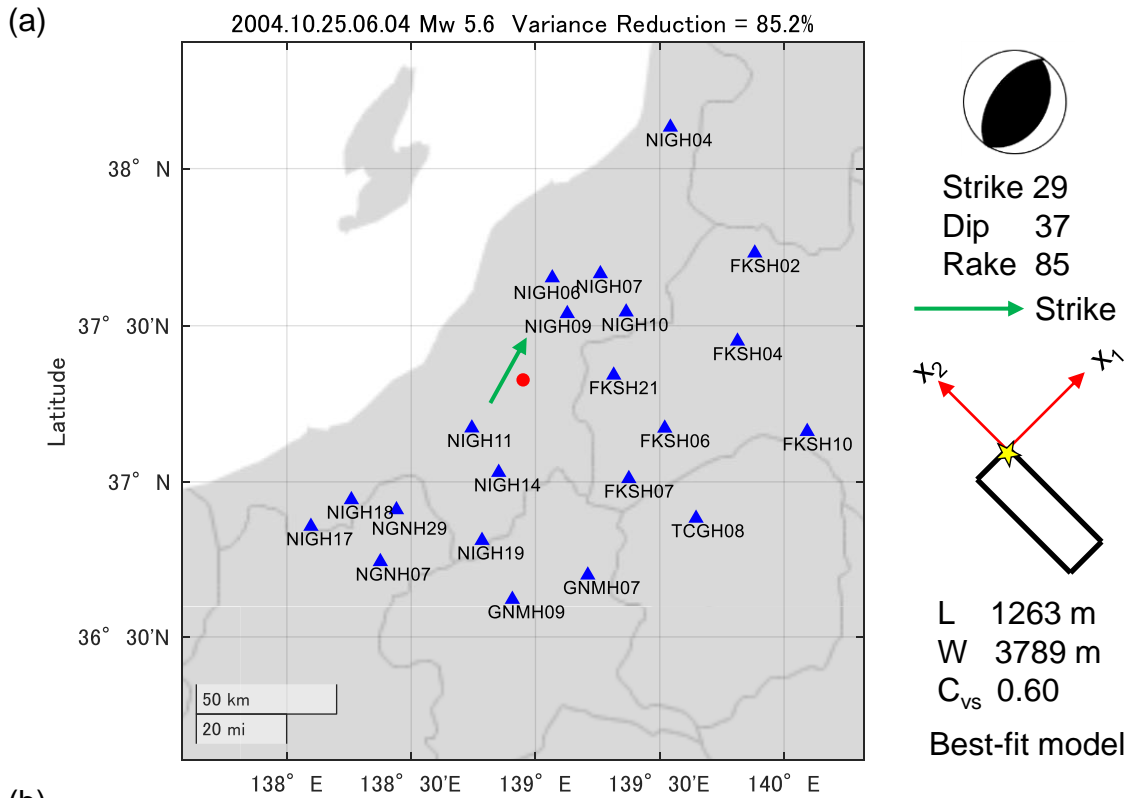 (a)
2004.10.25.06.04 Mw 5.6 Variance Reduction = 85.2%
NIGH04
38° N
FKSH02
NIGH07
NIGH06
NIGH09
NIGH10
37° 30'N
FKSH04
FKSH21
Latitude
NIGH11
FKSH06
FKSH10
NIGH14
37° N
FKSH07
NIGH18
NGNH29
TCGH08
NIGH17
NIGH19
NGNH07
GNMH07
GNMH09
36° 30'N
50 km
20 mi
138° E
138° 30'E
139° E
139° 30'E
140° E
Strike 29
Dip 37
Rake 85
Strike
X2
X1
L 1263 m
W 3789 m
Cvs 0.60
Best-fit model